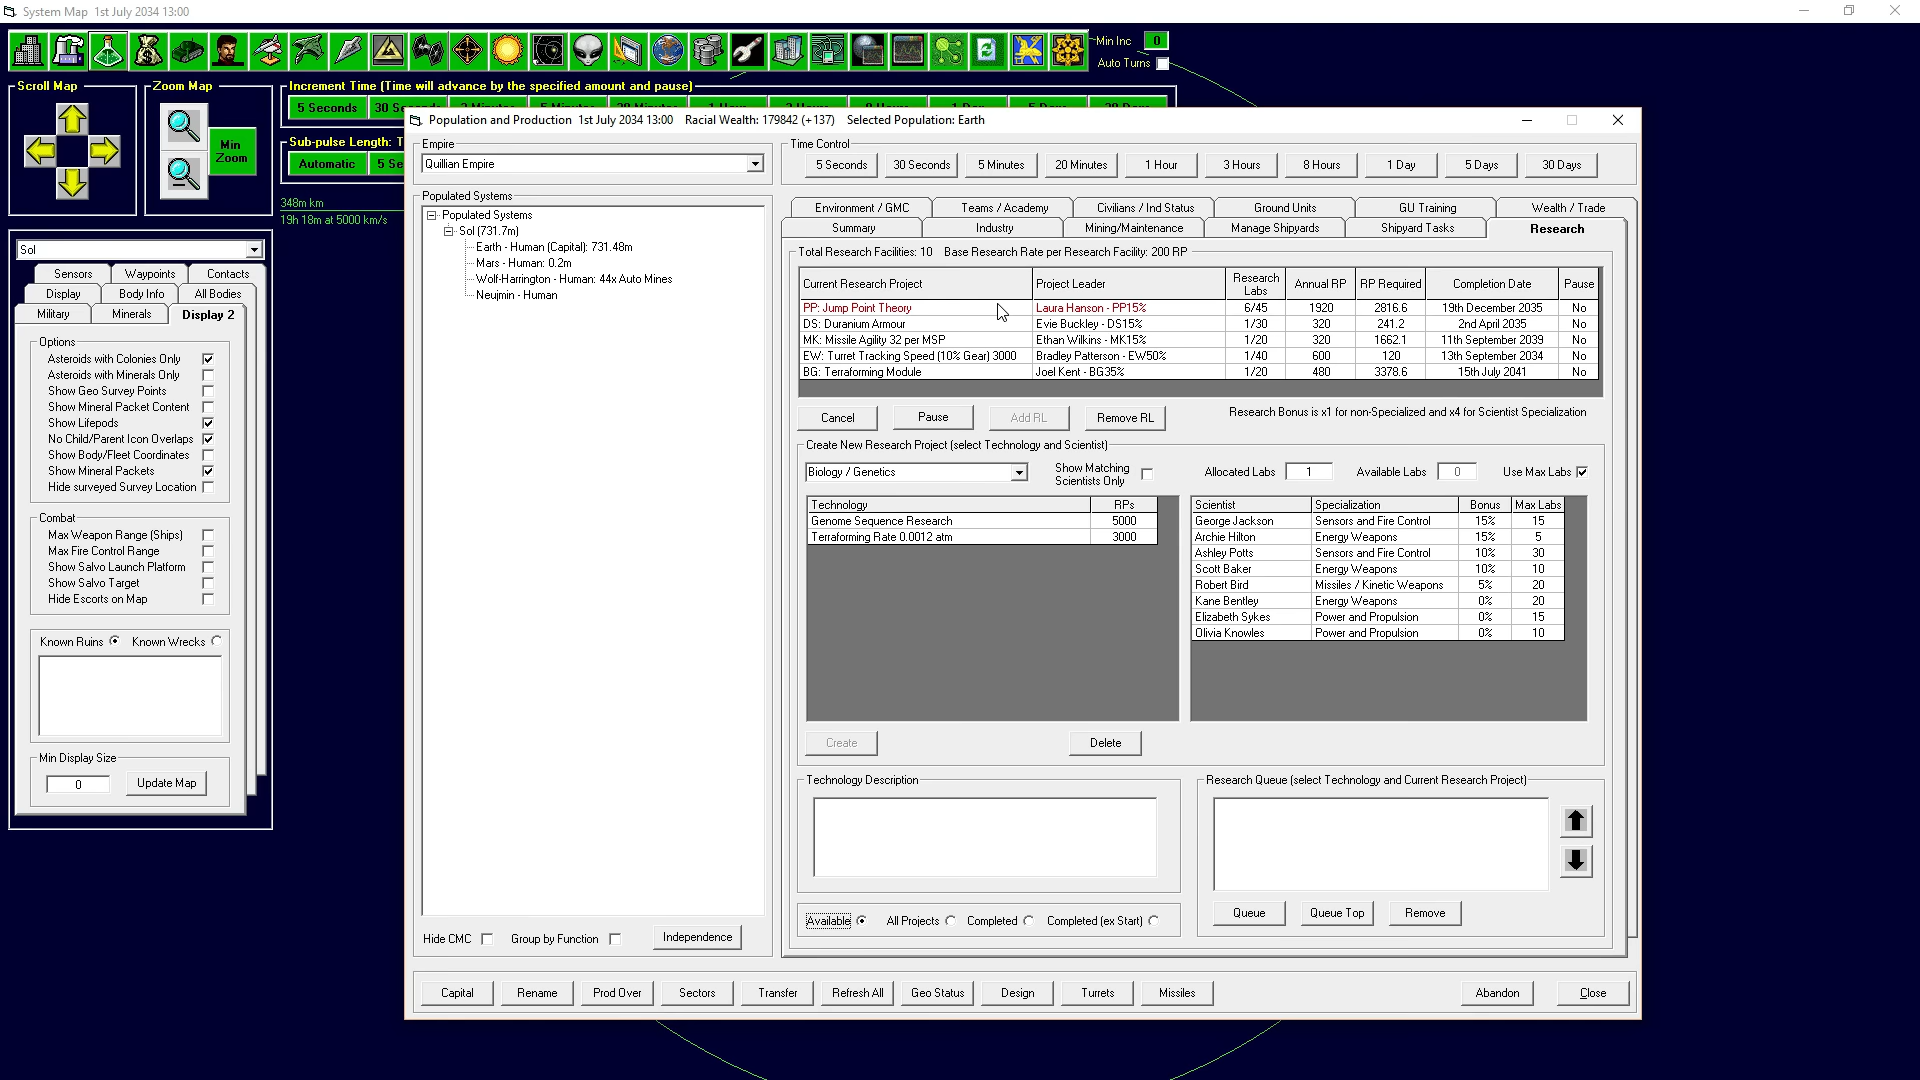 System Map  1st July 2034 13:00
Min Inc 0
Auto Turns
Scroll Map
Zoom Map
Min Zoom
Increment Time (Time will advance by the specified amount and pause)
5 Seconds
Sub-pulse Length: T
Automatic
348m km
19h 18m at 5000 km/s
Sol
Sensors Waypoints Contacts
Display Body Info All Bodies
Military Minerals Display 2
Options
Asteroids with Colonies Only
Asteroids with Minerals Only
Show Geo Survey Points
Show Mineral Packet Content
Show Lifepods
No Child/Parent Icon Overlaps
Show Body/Fleet Coordinates
Show Mineral Packets
Hide surveyed Survey Location
Combat
Max Weapon Range (Ships)
Max Fire Control Range
Show Salvo Launch Platform
Show Salvo Target
Hide Escorts on Map
Known Ruins Known Wrecks
Min Display Size
0 Update Map
Population and Production  1st July 2034 13:00  Racial Wealth: 179842 (+137)  Selected Population: Earth
Empire
Quillian Empire
Populated Systems
Populated Systems
Sol (731.7m)
Earth - Human (Capital): 731.48m
Mars - Human: 0.2m
Wolf-Harrington - Human: 44x Auto Mines
Neujmin - Human
Hide CMC Group by Function Independence
Time Control
5 Seconds 30 Seconds 5 Minutes 20 Minutes 1 Hour 3 Hours 8 Hours 1 Day 5 Days 30 Days
Environment / GMC Teams / Academy Civilians / Ind Status Ground Units GU Training Wealth / Trade
Summary Industry Mining/Maintenance Manage Shipyards Shipyard Tasks Research
Total Research Facilities: 10  Base Research Rate per Research Facility: 200 RP
Current Research Project Project Leader Research Labs Annual RP RP Required Completion Date Pause
PP: Jump Point Theory Laura Hanson - PP15% 6/45 1920 2816.6 19th December 2035 No
DS: Duranium Armour Evie Buckley - DS15% 1/30 320 241.2 2nd April 2035 No
MK: Missile Agility 32 per MSP Ethan Wilkins - MK15% 1/20 320 1662.1 11th September 2039 No
EW: Turret Tracking Speed (10% Gear) 3000 Bradley Patterson - EW50% 1/40 600 120 13th September 2034 No
BG: Terraforming Module Joel Kent - BG35% 1/20 480 3378.6 15th July 2041 No
Cancel Pause Add RL Remove RL Research Bonus is x1 for non-Specialized and x4 for Scientist Specialization
Create New Research Project (select Technology and Scientist)
Biology / Genetics Show Matching Scientists Only Allocated Labs 1 Available Labs 0 Use Max Labs
Technology RPs
Genome Sequence Research 5000
Terraforming Rate 0.0012 atm 3000
Scientist Specialization Bonus Max Labs
George Jackson Sensors and Fire Control 15% 15
Archie Hilton Energy Weapons 15% 5
Ashley Potts Sensors and Fire Control 10% 30
Scott Baker Energy Weapons 10% 10
Robert Bird Missiles / Kinetic Weapons 5% 20
Kane Bentley Energy Weapons 0% 20
Elizabeth Sykes Power and Propulsion 0% 15
Olivia Knowles Power and Propulsion 0% 10
Create Delete
Technology Description
Research Queue (select Technology and Current Research Project)
Available All Projects Completed Completed (ex Start)
Queue Queue Top Remove
Capital Rename Prod Over Sectors Transfer Refresh All Geo Status Design Turrets Missiles Abandon Close